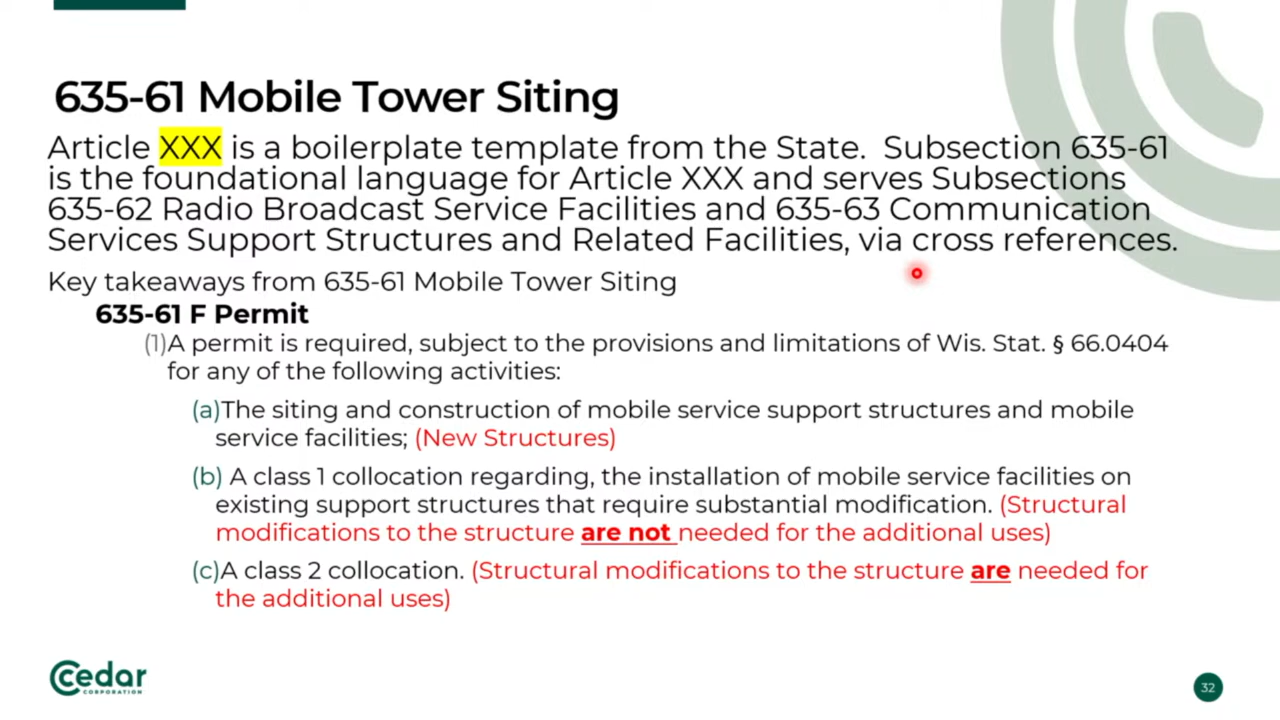 635-61 Mobile Tower Siting
Article XXX is a boilerplate template from the State.  Subsection 635-61
is the foundational language for Article XXX and serves Subsections
635-62 Radio Broadcast Service Facilities and 635-63 Communication
Services Support Structures and Related Facilities, via cross references.
Key takeaways from 635-61 Mobile Tower Siting
635-61 F Permit
(1)A permit is required, subject to the provisions and limitations of Wis. Stat. § 66.0404
for any of the following activities:
(a)The siting and construction of mobile service support structures and mobile
service facilities; (New Structures)
(b) A class 1 collocation regarding, the installation of mobile service facilities on
existing support structures that require substantial modification. (Structural
modifications to the structure are not needed for the additional uses)
(c)A class 2 collocation. (Structural modifications to the structure are needed for
the additional uses)
Cedar
CORPORATION
32